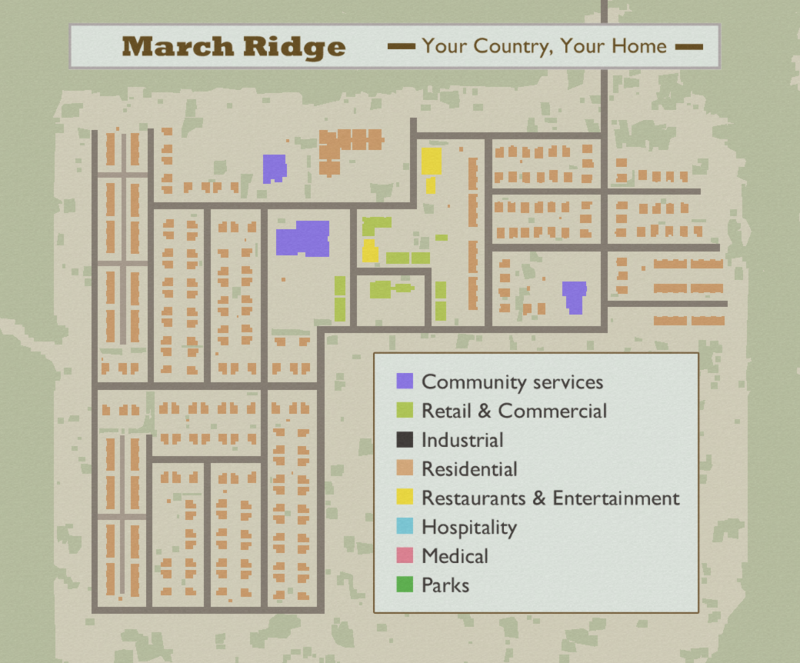 March Ridge
Your Country, Your Home
Community services
Retail & Commercial
Industrial
Residential
Restaurants & Entertainment
Hospitality
Medical
Parks